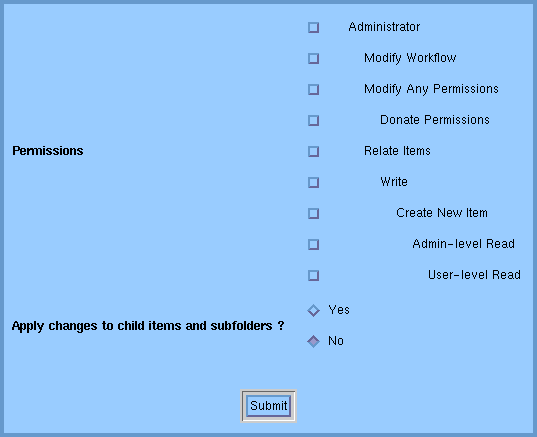 Administrator
Modify Workflow
Modify Any Permissions
Donate Permissions
Permissions
Relate Items
Write
Create New Item
Admin-level Read
User-level Read
Yes
Apply changes to child items and subfolders ?
No
Submit